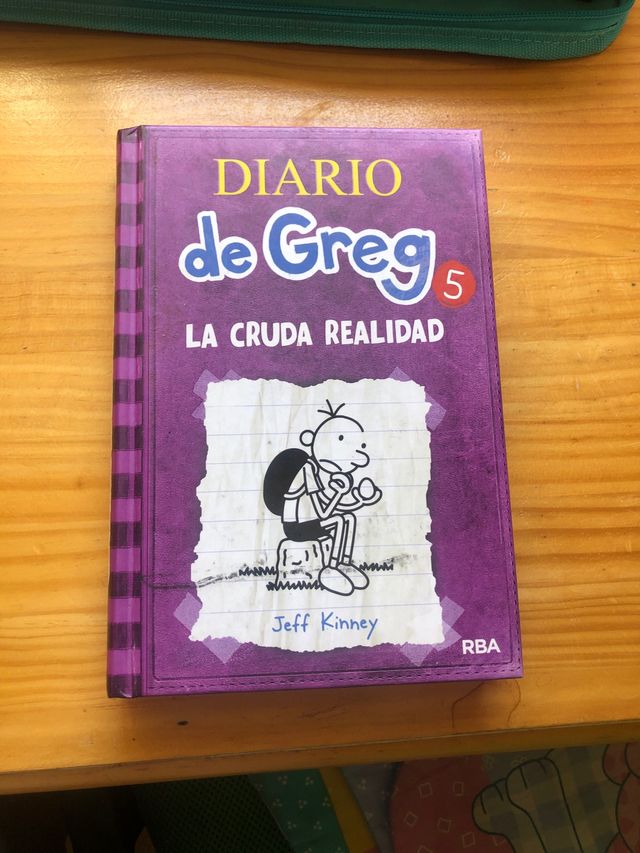 DIARIO
de Greg
5
LA CRUDA REALIDAD
Jeff Kinney
RBA